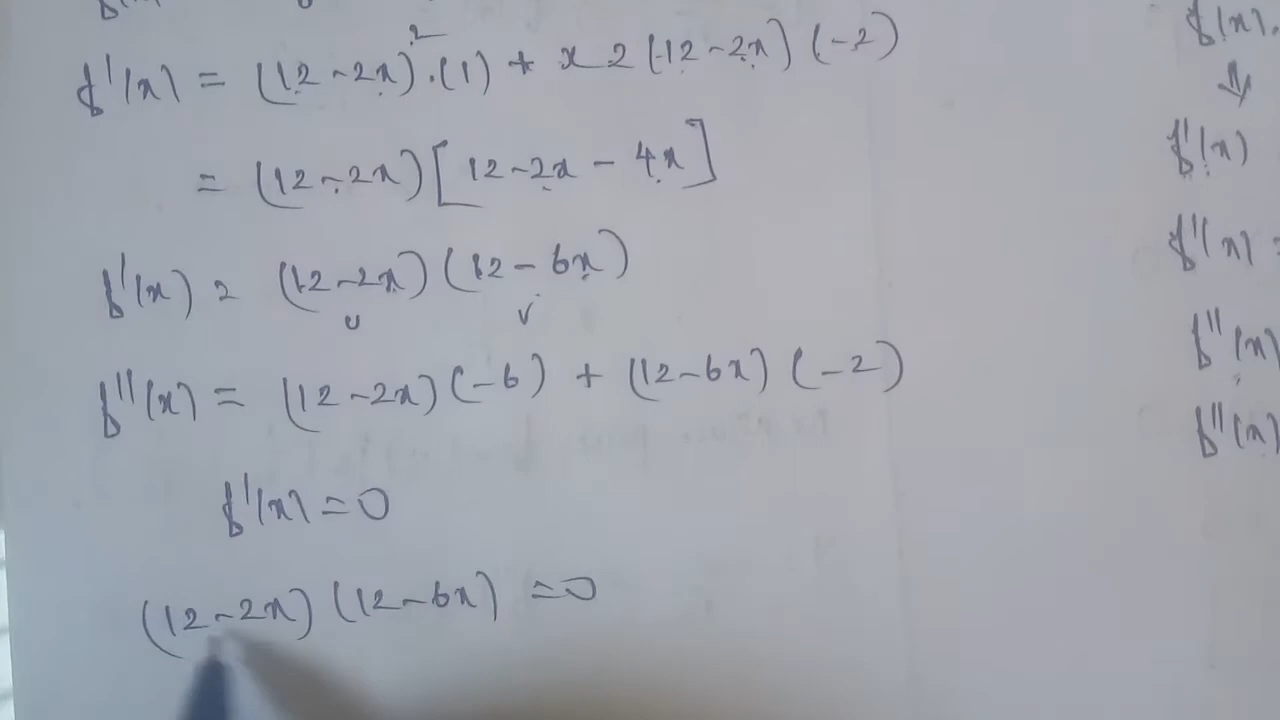 f'(x) = (12-2x)²·(1) + x 2 (12-2x) (-2)
= (12-2x) [12-2x - 4x]
f'(x) = (12-2x) (12-6x)
u v
f''(x) = (12-2x) (-6) + (12-6x) (-2)
f'(x) = 0
(12-2x) (12-6x) = 0
f(x).
⇓
f'(x)
f'(x) =
f''(x)
f''(x)